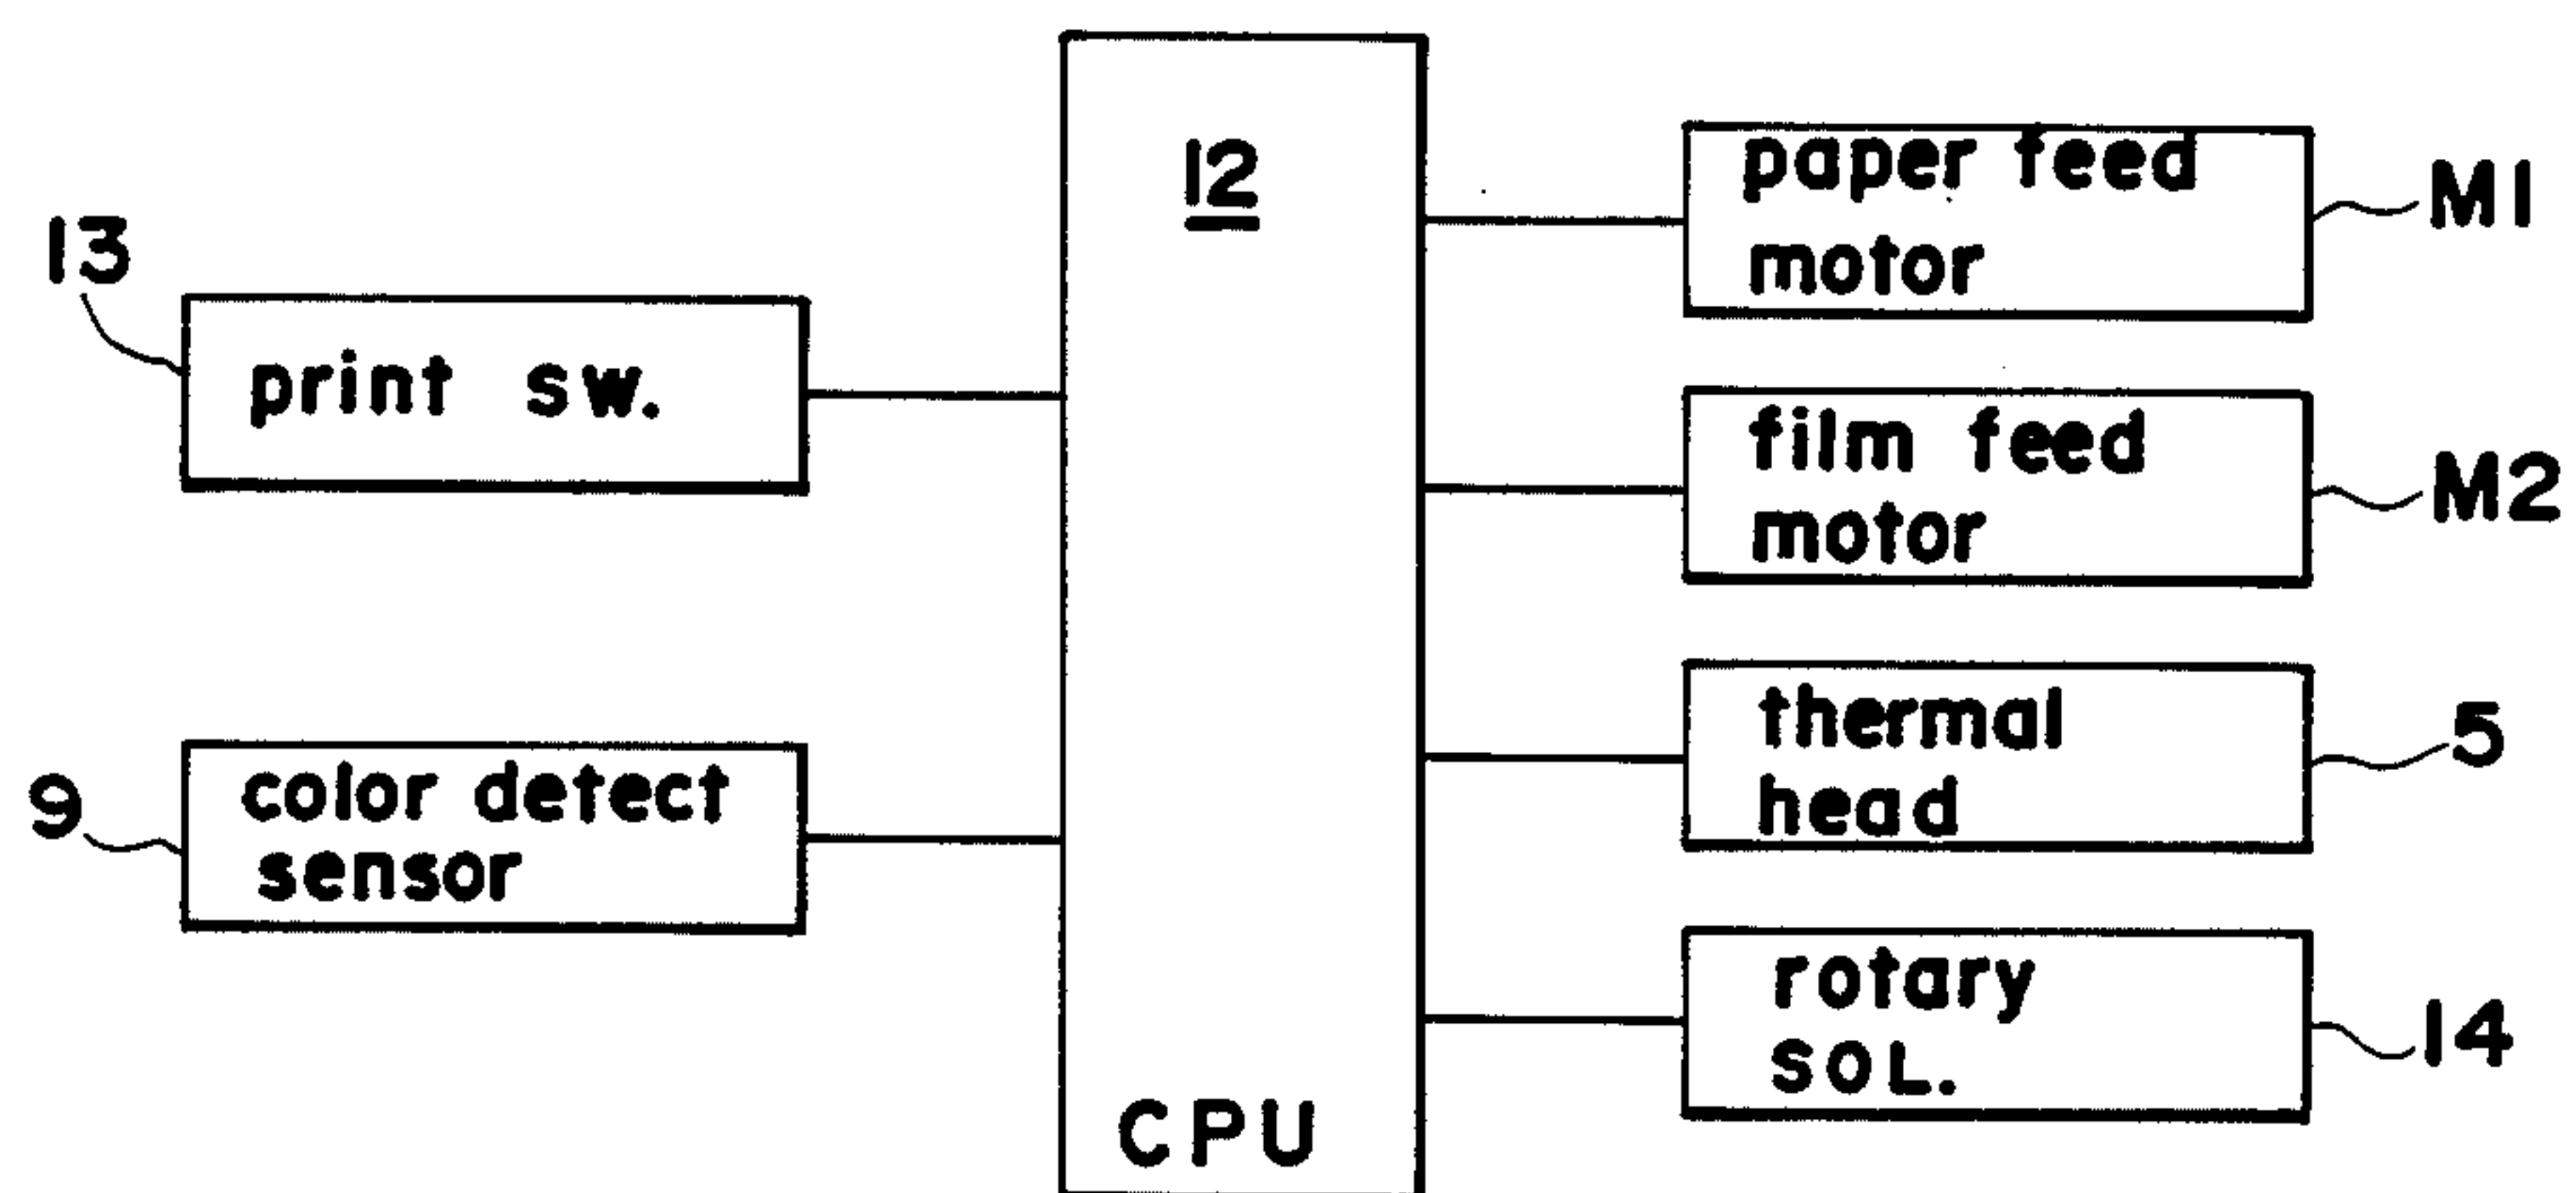 13
print sw.
9
color detect
sensor
12
CPU
paper feed
motor
M1
film feed
motor
M2
thermal
head
5
rotary
SOL.
14